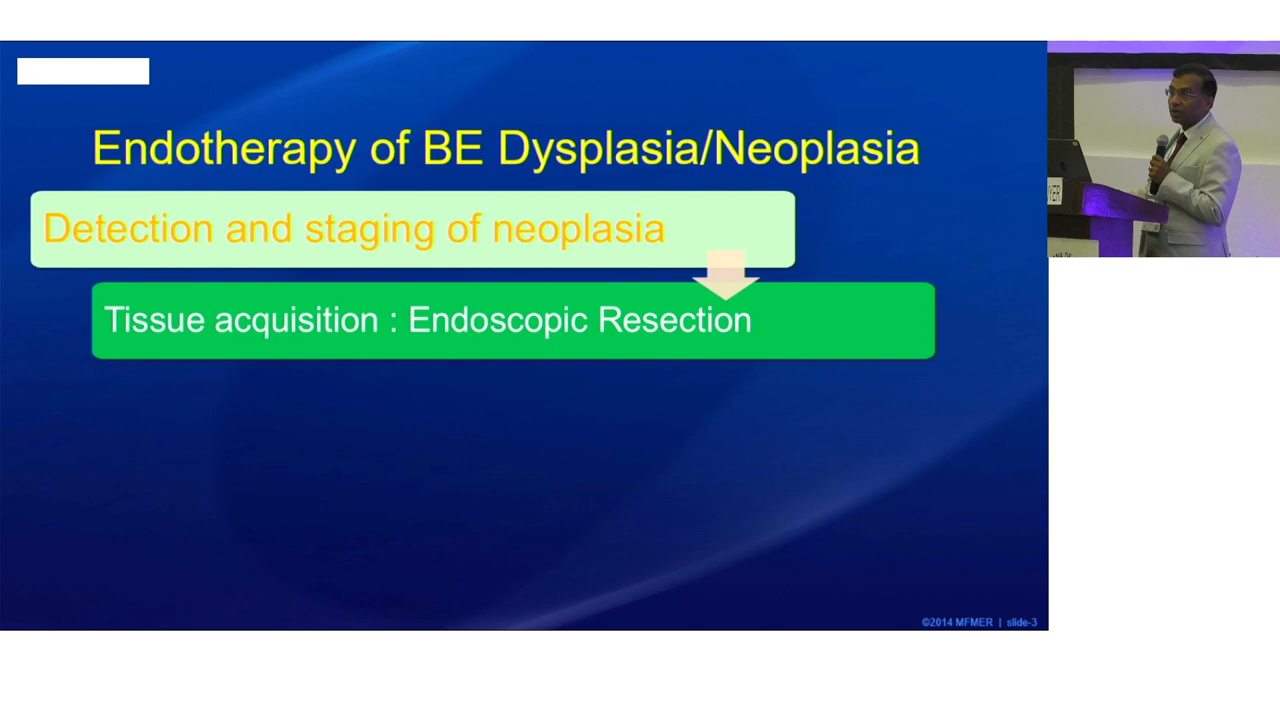 Endotherapy of BE Dysplasia/Neoplasia
Detection and staging of neoplasia
Tissue acquisition : Endoscopic Resection
©2014 MFMER | slide-3